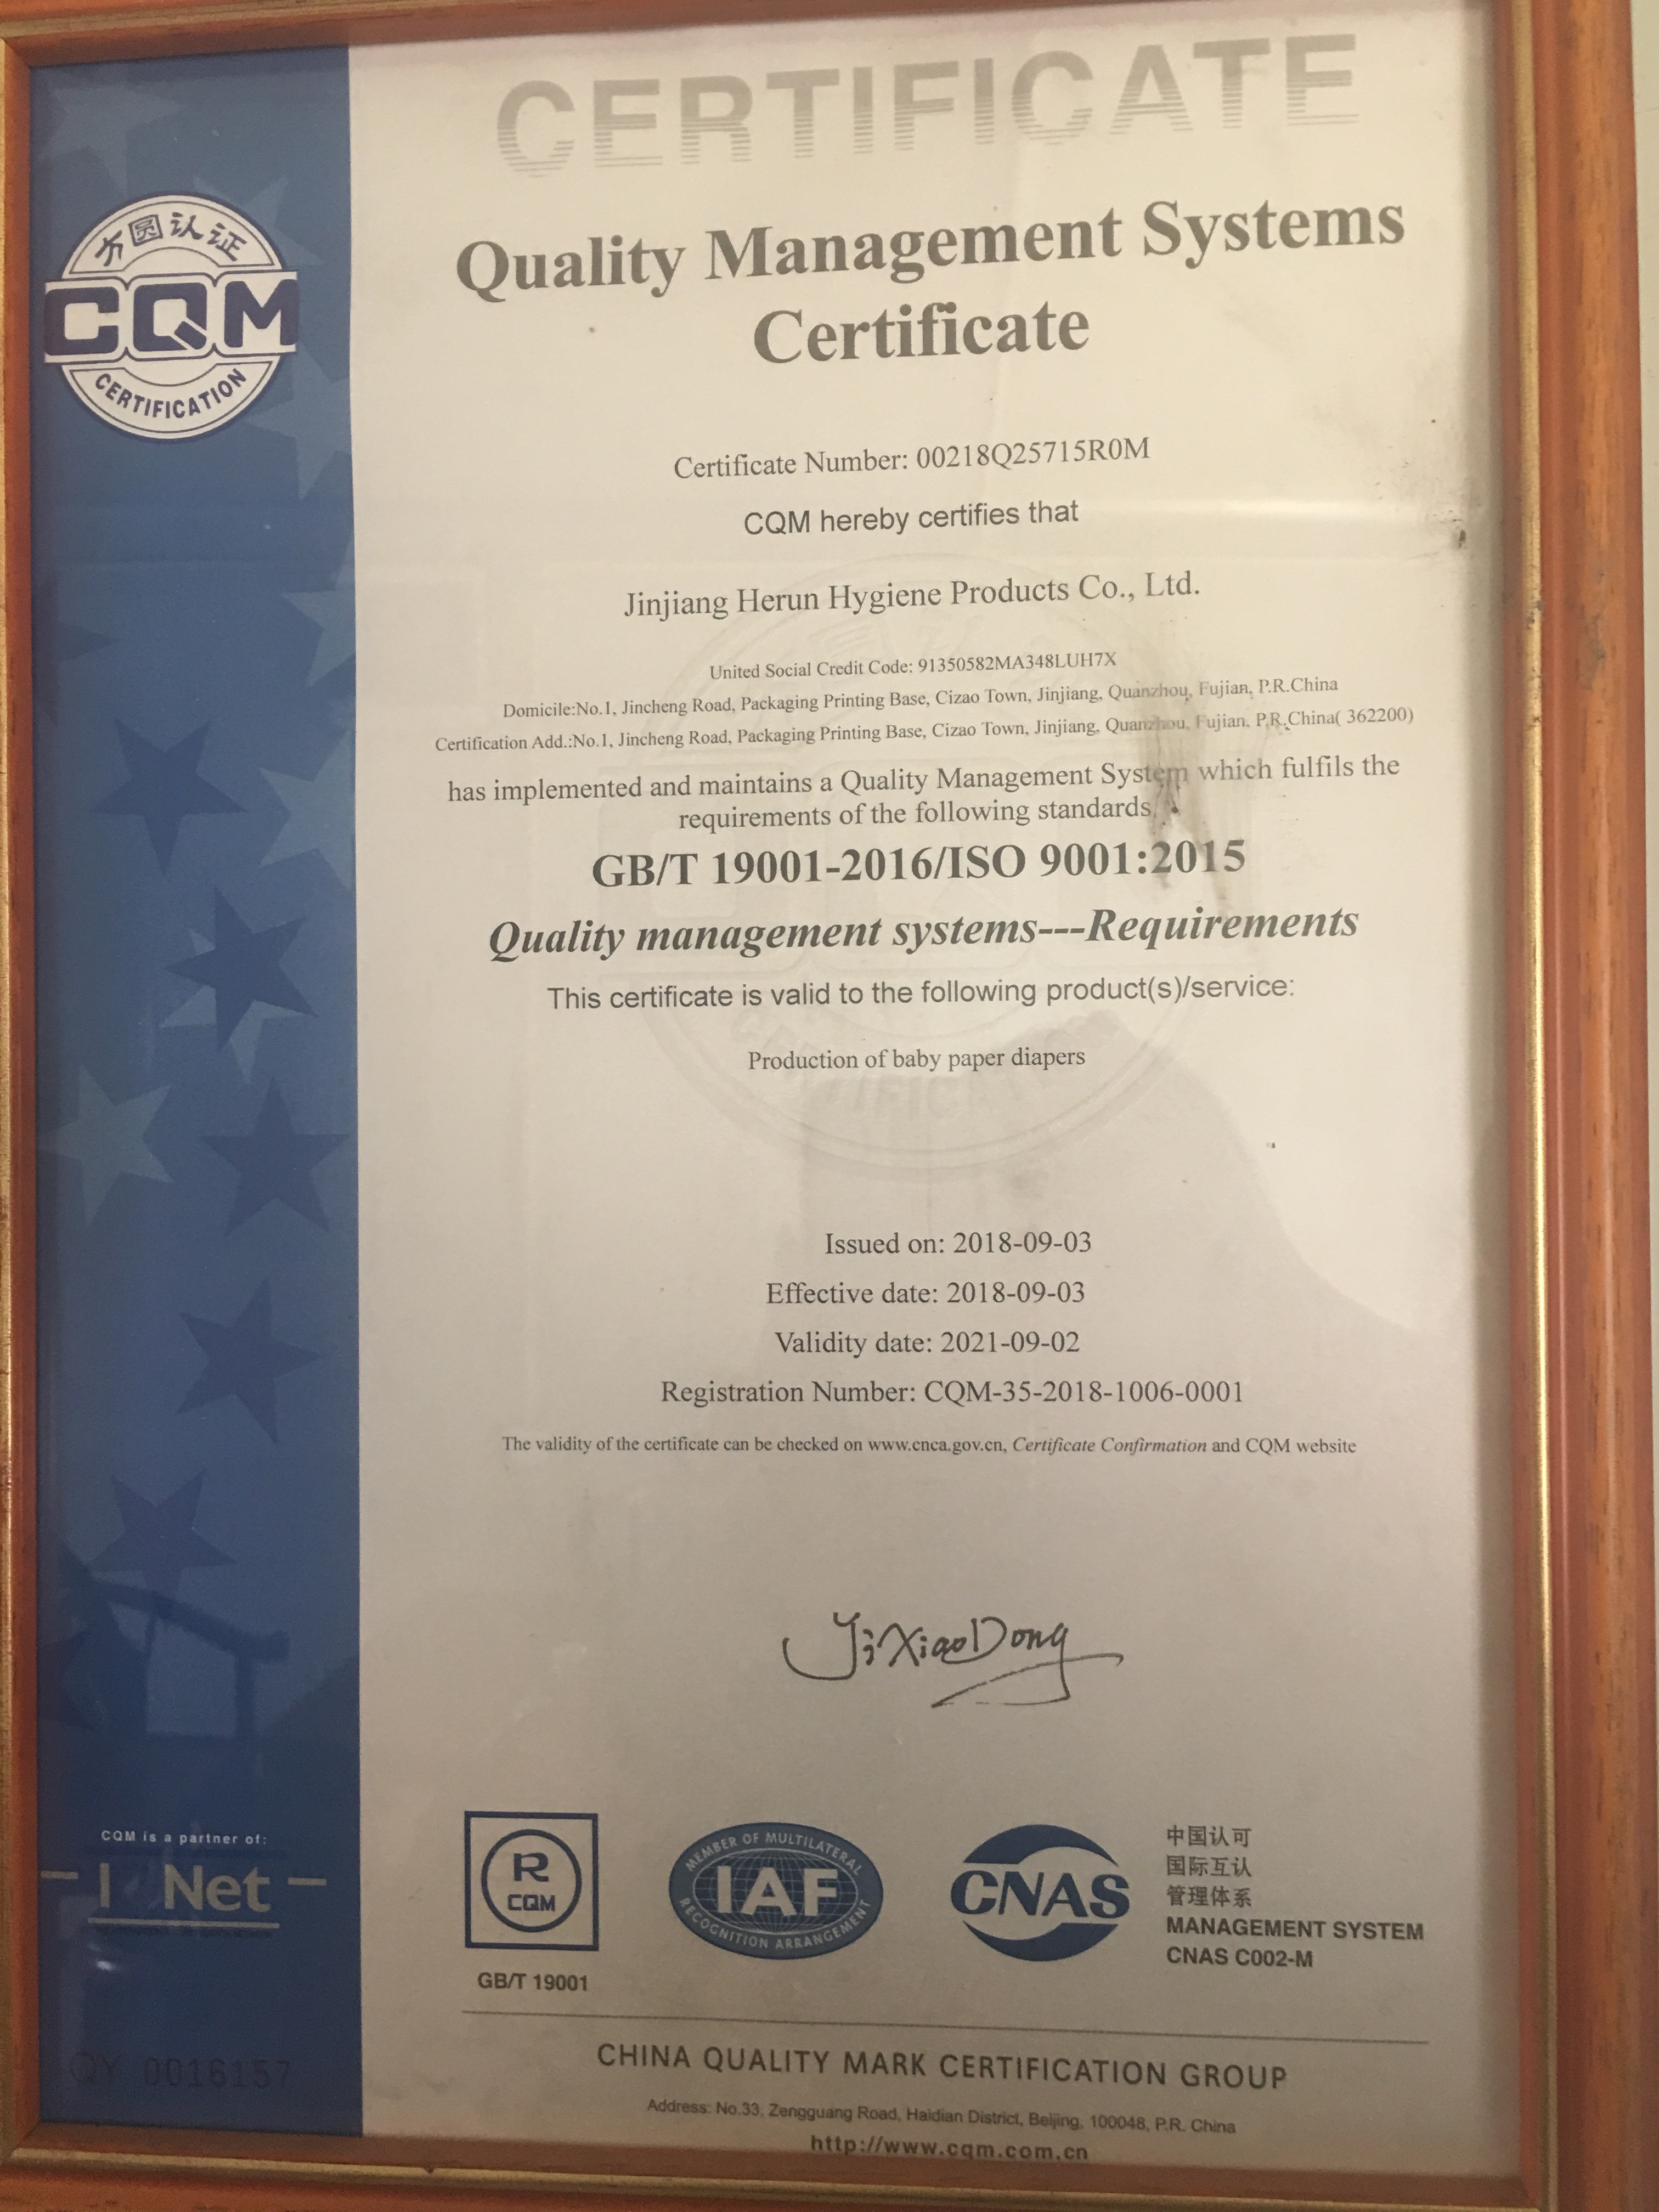 CERTIFICATE
方圆认证
CQM
CERTIFICATION
Quality Management Systems
Certificate
Certificate Number: 00218Q25715R0M
CQM hereby certifies that
Jinjiang Herun Hygiene Products Co., Ltd.
United Social Credit Code: 91350582MA348LUH7X
Domicile:No.1, Jincheng Road, Packaging Printing Base, Cizao Town, Jinjiang, Quanzhou, Fujian, P.R.China
Certification Add.:No.1, Jincheng Road, Packaging Printing Base, Cizao Town, Jinjiang, Quanzhou, Fujian, P.R.China( 362200)
has implemented and maintains a Quality Management System which fulfils the
requirements of the following standards
GB/T 19001-2016/ISO 9001:2015
Quality management systems---Requirements
This certificate is valid to the following product(s)/service:
Production of baby paper diapers
Issued on: 2018-09-03
Effective date: 2018-09-03
Validity date: 2021-09-02
Registration Number: CQM-35-2018-1006-0001
The validity of the certificate can be checked on www.cnca.gov.cn, Certificate Confirmation and CQM website
Ji XiaoDong
CQM is a partner of:
I Net
QY 0016157
R
CQM
GB/T 19001
MEMBER OF MULTILATERAL
IAF
RECOGNITION ARRANGEMENT
CNAS
中国认可
国际互认
管理体系
MANAGEMENT SYSTEM
CNAS C002-M
CHINA QUALITY MARK CERTIFICATION GROUP
Address: No.33, Zengguang Road, Haidian District, Beijing, 100048, P.R. China
http://www.cqm.com.cn